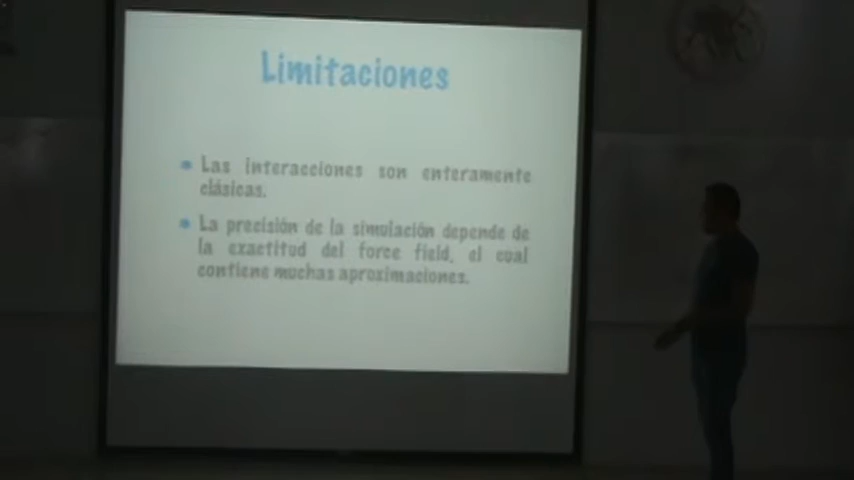 Limitaciones
Las interacciones son enteramente
clásicas.
La precisión de la simulación depende de
la exactitud del force field, el cual
contiene muchas aproximaciones.